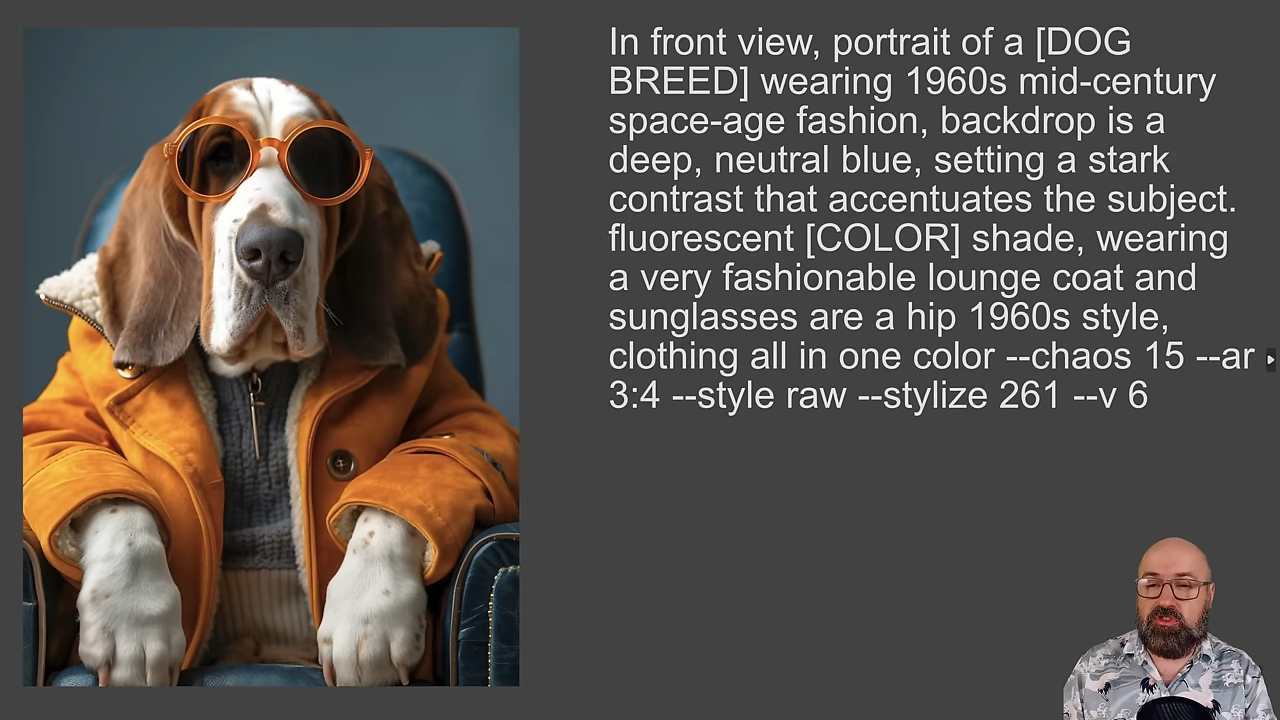 In front view, portrait of a [DOG
BREED] wearing 1960s mid-century
space-age fashion, backdrop is a
deep, neutral blue, setting a stark
contrast that accentuates the subject.
fluorescent [COLOR] shade, wearing
a very fashionable lounge coat and
sunglasses are a hip 1960s style,
clothing all in one color --chaos 15 --ar
3:4 --style raw --stylize 261 --v 6